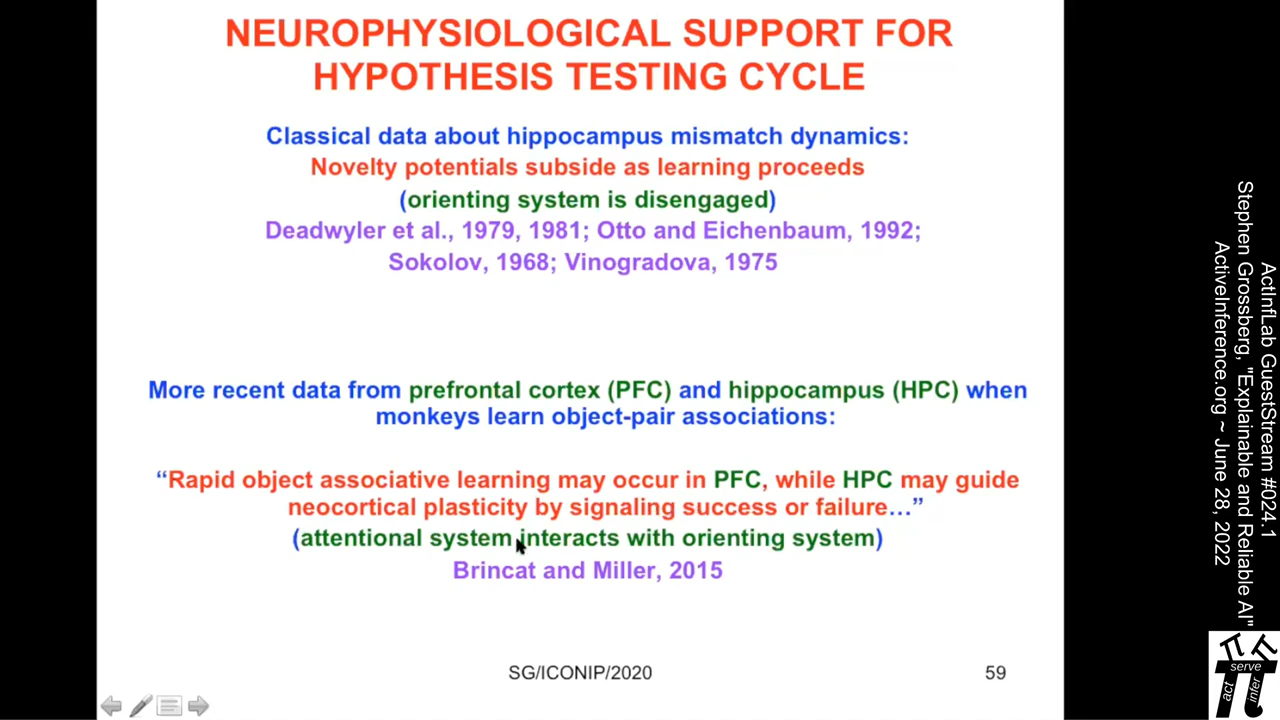 NEUROPHYSIOLOGICAL SUPPORT FOR
HYPOTHESIS TESTING CYCLE
Classical data about hippocampus mismatch dynamics:
Novelty potentials subside as learning proceeds
(orienting system is disengaged)
Deadwyler et al., 1979, 1981; Otto and Eichenbaum, 1992;
Sokolov, 1968; Vinogradova, 1975
More recent data from prefrontal cortex (PFC) and hippocampus (HPC) when
monkeys learn object-pair associations:
“Rapid object associative learning may occur in PFC, while HPC may guide
neocortical plasticity by signaling success or failure…”
(attentional system interacts with orienting system)
Brincat and Miller, 2015
SG/ICONIP/2020
59
ActInfLab GuestStream #024.1
Stephen Grossberg, "Explainable and Reliable AI"
ActiveInference.org ~ June 28, 2022
serve
act
infer